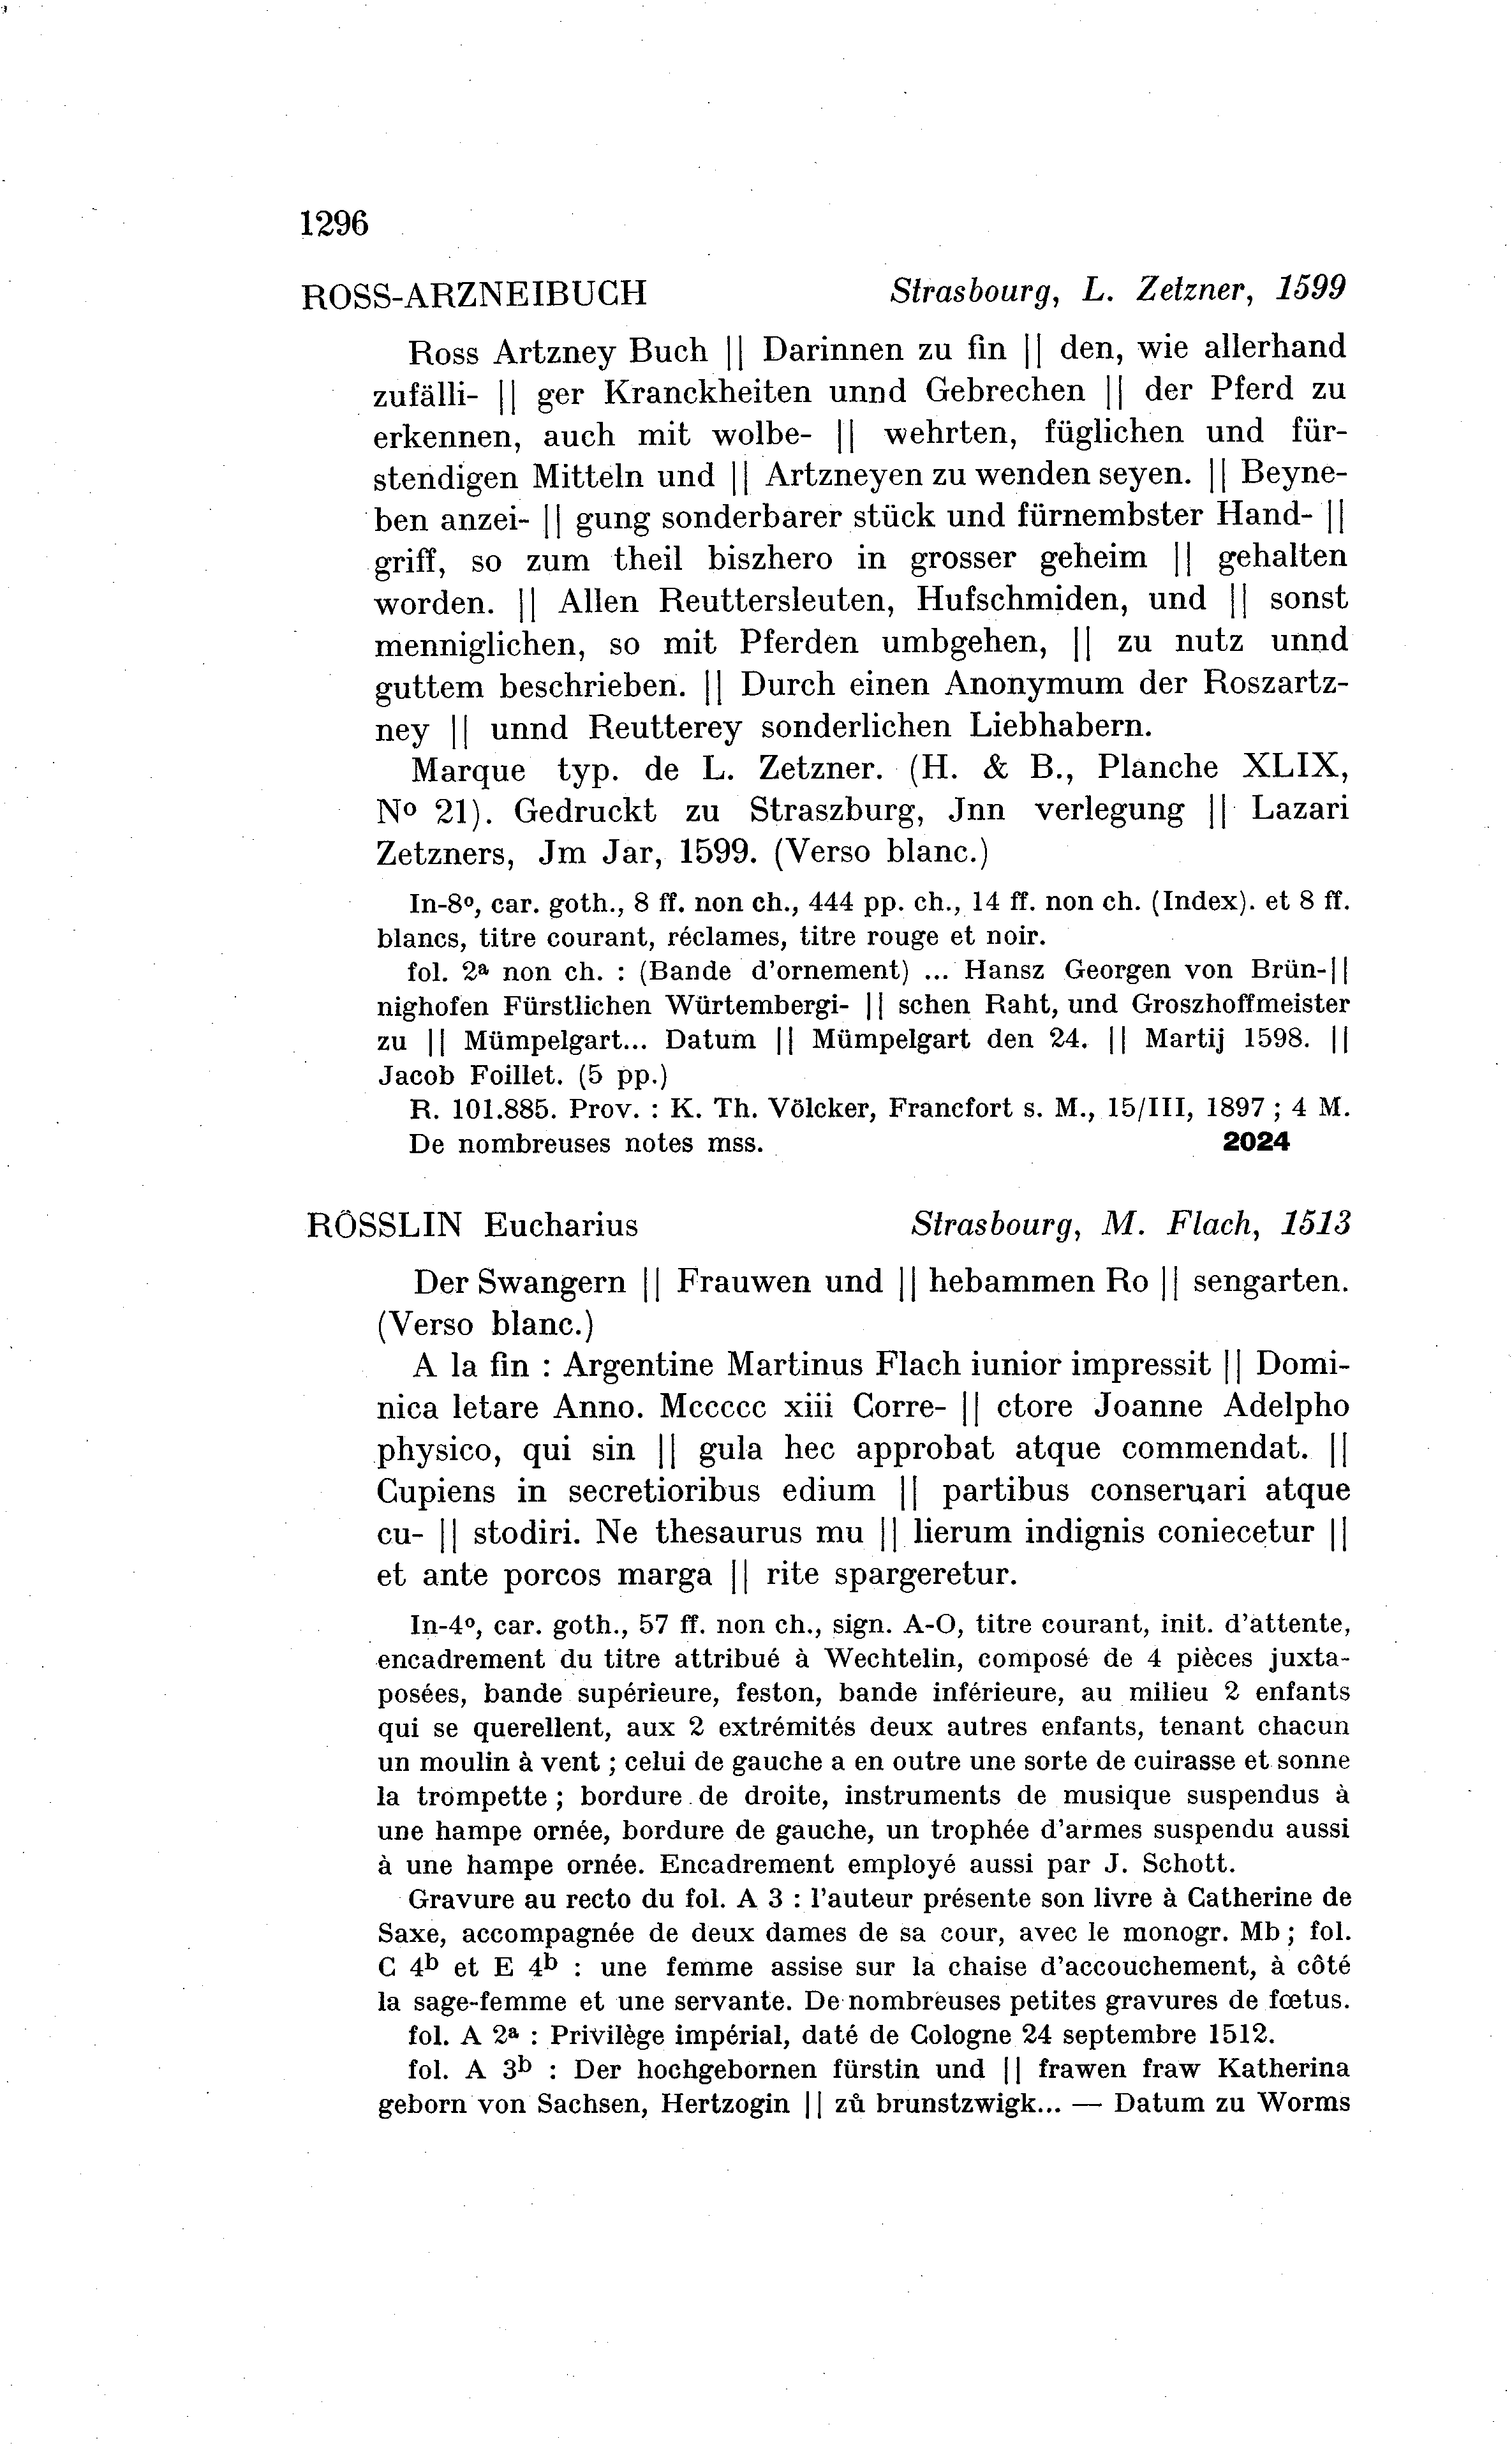 1296
ROSS-ARZNEIBUCH Strasbourg, L. Zetzner, 1599
Ross Artzney Buch || Darinnen zu fin || den, wie allerhand
zufälli- || ger Kranckheiten unnd Gebrechen || der Pferd zu
erkennen, auch mit wolbe- || wehrten, füglichen und für-
stendigen Mitteln und || Artzneyen zu wenden seyen. || Beyne-
ben anzei- || gung sonderbarer stück und fürnembster Hand- ||
griff, so zum theil biszhero in grosser geheim || gehalten
worden. || Allen Reuttersleuten, Hufschmiden, und || sonst
menniglichen, so mit Pferden umbgehen, || zu nutz unnd
guttem beschrieben. || Durch einen Anonymum der Roszartz-
ney || unnd Reutterey sonderlichen Liebhabern.
Marque typ. de L. Zetzner. (H. & B., Planche XLIX,
Nº 21). Gedruckt zu Straszburg, Jnn verlegung || Lazari
Zetzners, Jm Jar, 1599. (Verso blanc.)
In-8º, car. goth., 8 ff. non ch., 444 pp. ch., 14 ff. non ch. (Index). et 8 ff.
blancs, titre courant, réclames, titre rouge et noir.
fol. 2ª non ch. : (Bande d'ornement) ... Hansz Georgen von Brün-||
nighofen Fürstlichen Würtembergi- || schen Raht, und Groszhoffmeister
zu || Mümpelgart... Datum || Mümpelgart den 24. || Martij 1598. ||
Jacob Foillet. (5 pp.)
R. 101.885. Prov. : K. Th. Völcker, Francfort s. M., 15/III, 1897 ; 4 M.
De nombreuses notes mss. 2024
RÖSSLIN Eucharius Strasbourg, M. Flach, 1513
Der Swangern || Frauwen und || hebammen Ro || sengarten.
(Verso blanc.)
A la fin : Argentine Martinus Flach iunior impressit || Domi-
nica letare Anno. Mccccc xiii Corre- || ctore Joanne Adelpho
physico, qui sin || gula hec approbat atque commendat. ||
Cupiens in secretioribus edium || partibus conseruari atque
cu- || stodiri. Ne thesaurus mu || lierum indignis coniecetur ||
et ante porcos marga || rite spargeretur.
In-4º, car. goth., 57 ff. non ch., sign. A-O, titre courant, init. d'attente,
encadrement du titre attribué à Wechtelin, composé de 4 pièces juxta-
posées, bande supérieure, feston, bande inférieure, au milieu 2 enfants
qui se querellent, aux 2 extrémités deux autres enfants, tenant chacun
un moulin à vent ; celui de gauche a en outre une sorte de cuirasse et sonne
la trompette ; bordure de droite, instruments de musique suspendus à
une hampe ornée, bordure de gauche, un trophée d'armes suspendu aussi
à une hampe ornée. Encadrement employé aussi par J. Schott.
Gravure au recto du fol. A 3 : l'auteur présente son livre à Catherine de
Saxe, accompagnée de deux dames de sa cour, avec le monogr. Mb ; fol.
C 4ᵇ et E 4ᵇ : une femme assise sur la chaise d'accouchement, à côté
la sage-femme et une servante. De nombreuses petites gravures de fœtus.
fol. A 2ª : Privilège impérial, daté de Cologne 24 septembre 1512.
fol. A 3ᵇ : Der hochgebornen fürstin und || frawen fraw Katherina
geborn von Sachsen, Hertzogin || zů brunstzwigk... — Datum zu Worms